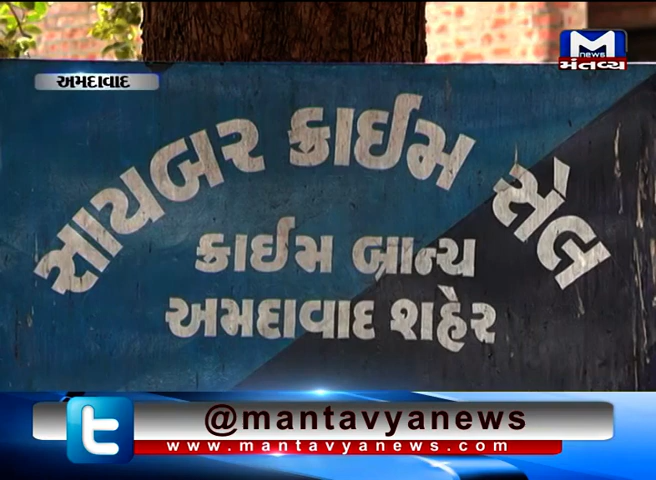 અમદાવાદ
M
news
મંતવ્ય
સાયબર ક્રાઈમ સેલ
ક્રાઈમ બ્રાન્ચ
અમદાવાદ શહેર
@mantavyanews
www.mantavyanews.com